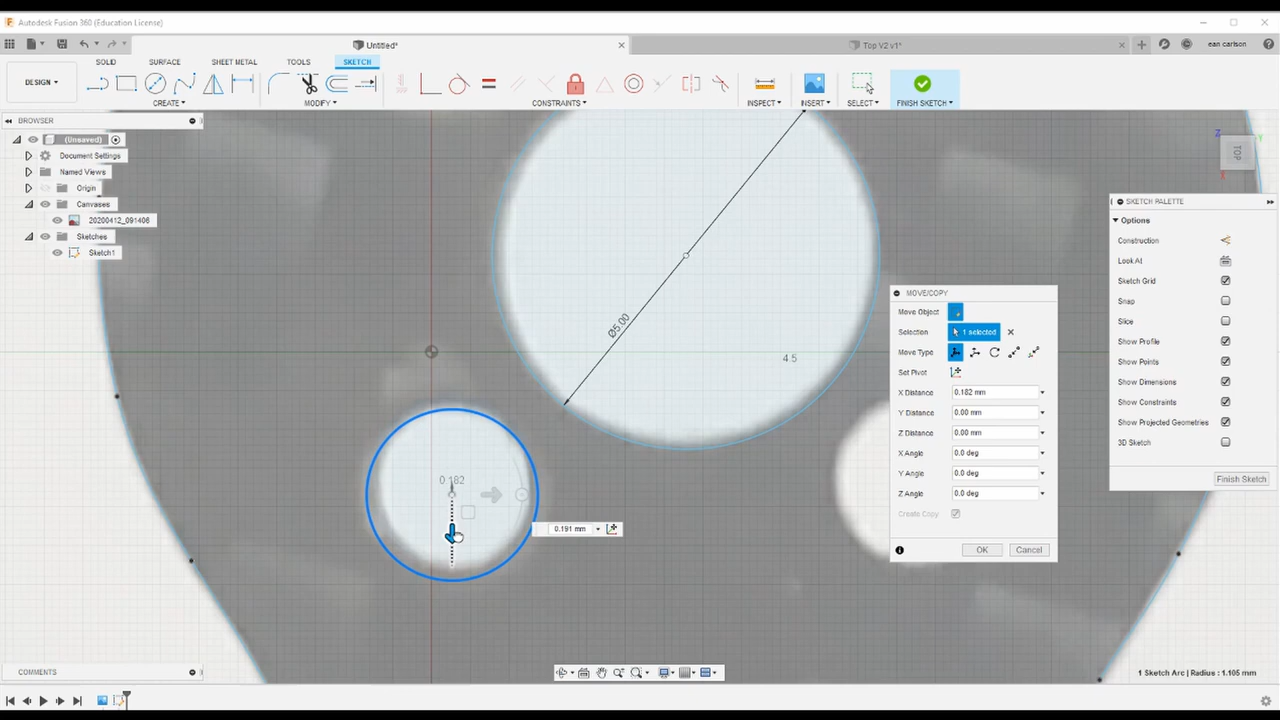 Autodesk Fusion 360 (Education License)
Untitled*
Top V2 v1*
ean carlson
SOLID
SURFACE
SHEET METAL
TOOLS
SKETCH
DESIGN
CREATE
MODIFY
CONSTRAINTS
INSPECT
INSERT
SELECT
FINISH SKETCH
BROWSER
(Unsaved)
Document Settings
Named Views
Origin
Canvases
20200412_091406
Sketches
Sketch1
Z
TOP
X
Y
Ø5.00
4.5
0.182
0.191 mm
MOVE/COPY
Move Object
Selection
1 selected
Move Type
Set Pivot
X Distance
0.182 mm
Y Distance
0.00 mm
Z Distance
0.00 mm
X Angle
0.0 deg
Y Angle
0.0 deg
Z Angle
0.0 deg
Create Copy
OK
Cancel
SKETCH PALETTE
Options
Construction
Look At
Sketch Grid
Snap
Slice
Show Profile
Show Points
Show Dimensions
Show Constraints
Show Projected Geometries
3D Sketch
Finish Sketch
COMMENTS
1 Sketch Arc | Radius : 1.105 mm